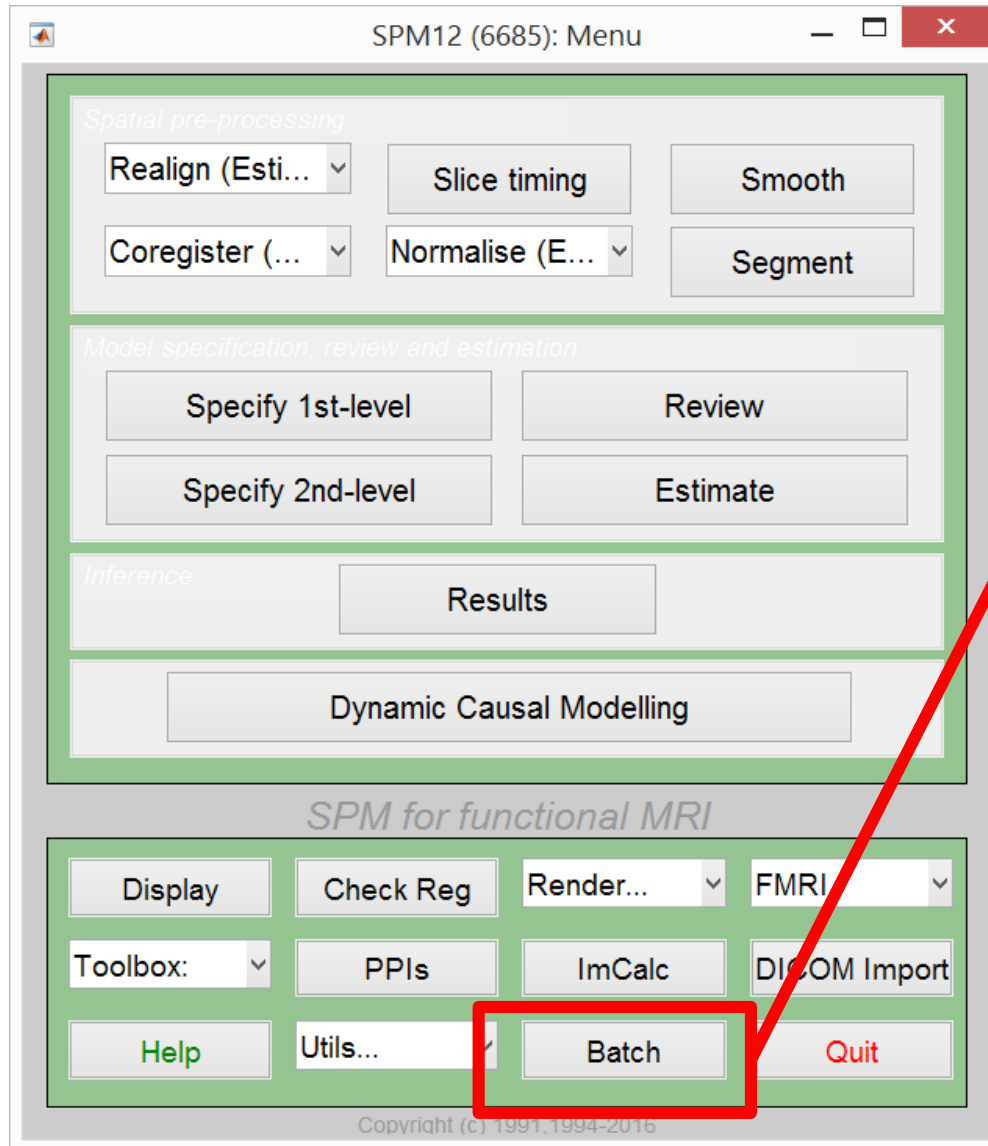 SPM12 (6685): Menu
Spatial pre-processing
Realign (Esti...
Slice timing
Smooth
Coregister (...
Normalise (E...
Segment
Model specification, review and estimation
Specify 1st-level
Review
Specify 2nd-level
Estimate
Inference
Results
Dynamic Causal Modelling
SPM for functional MRI
Display
Check Reg
Render...
FMRI
Toolbox:
PPIs
ImCalc
DICOM Import
Help
Utils...
Batch
Quit
Copyright (c) 1991,1994-2016